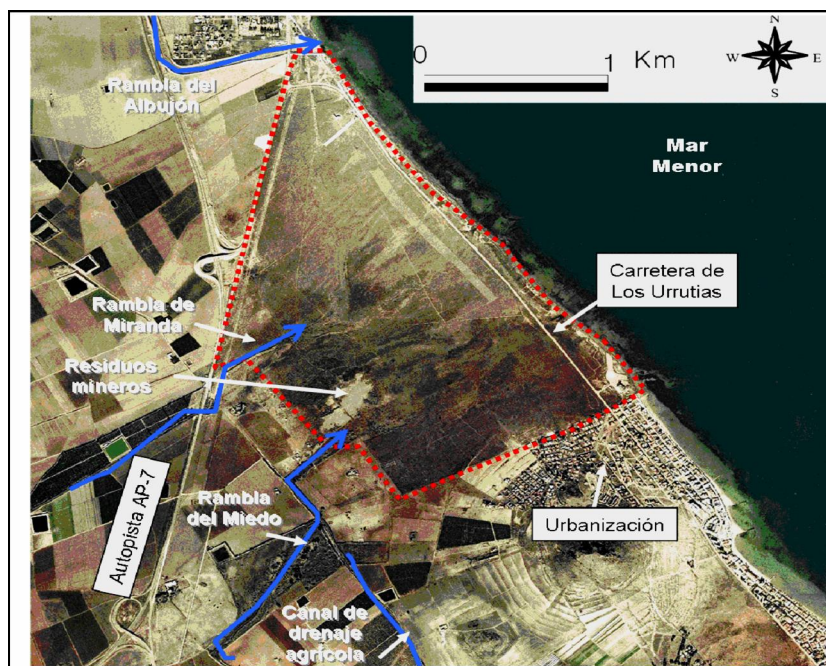 Rambla del
Albujón
0
1
Km
N
W
E
S
Mar
Menor
Carretera de
Los Urrutias
Rambla de
Miranda
Residuos
mineros
Autopista AP-7
Rambla
del Miedo
Urbanización
Canal de
drenaje
agrícola